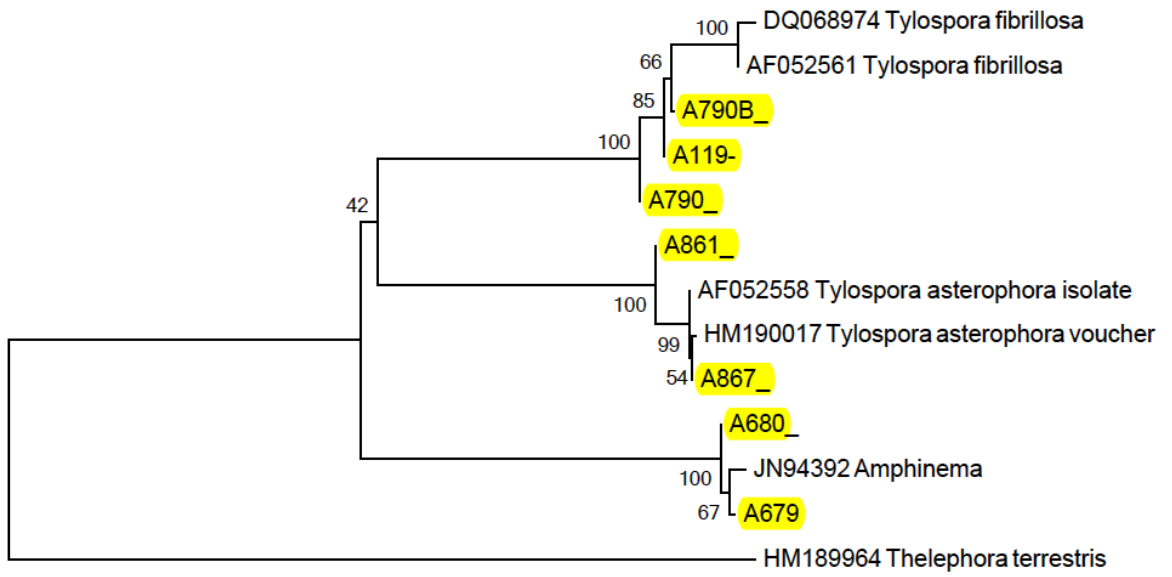 100
DQ068974 Tylospora fibrillosa
66
AF052561 Tylospora fibrillosa
85
A790B_
100
A119-
A790_
42
A861_
100
AF052558 Tylospora asterophora isolate
99
HM190017 Tylospora asterophora voucher
54
A867_
A680_
100
JN94392 Amphinema
67
A679
HM189964 Thelephora terrestris